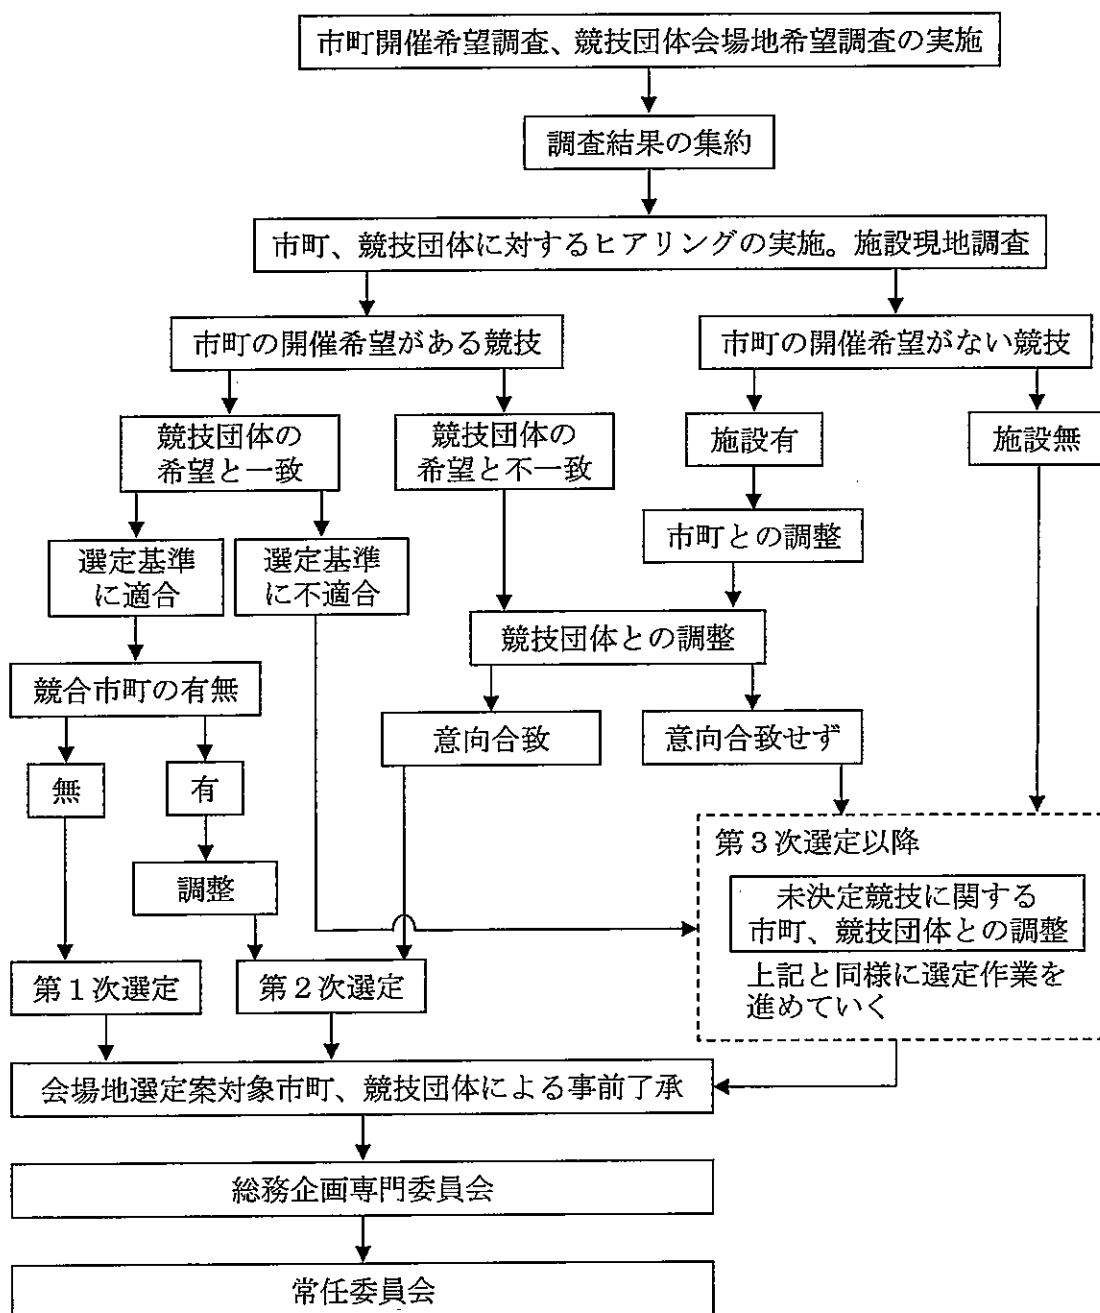 市町開催希望調査、競技団体会場地希望調査の実施
調査結果の集約
市町、競技団体に対するヒアリングの実施。施設現地調査
市町の開催希望がある競技
市町の開催希望がない競技
競技団体の
希望と一致
競技団体の
希望と不一致
施設有
施設無
選定基準
に適合
選定基準
に不適合
市町との調整
競技団体との調整
競合市町の有無
意向合致
意向合致せず
無
有
調整
第3次選定以降
未決定競技に関する
市町、競技団体との調整
上記と同様に選定作業を
進めていく
第1次選定
第2次選定
会場地選定案対象市町、競技団体による事前了承
総務企画専門委員会
常任委員会